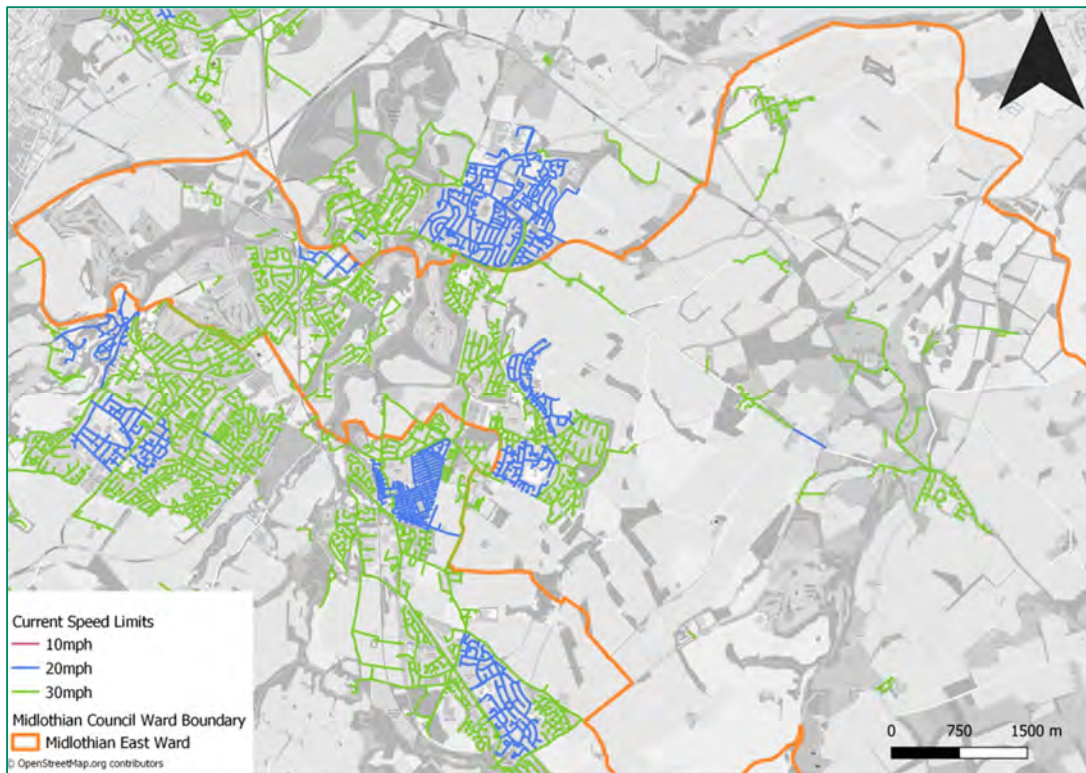 Current Speed Limits
10mph
20mph
30mph
Midlothian Council Ward Boundary
Midlothian East Ward
© OpenStreetMap.org contributors
0 750 1500 m